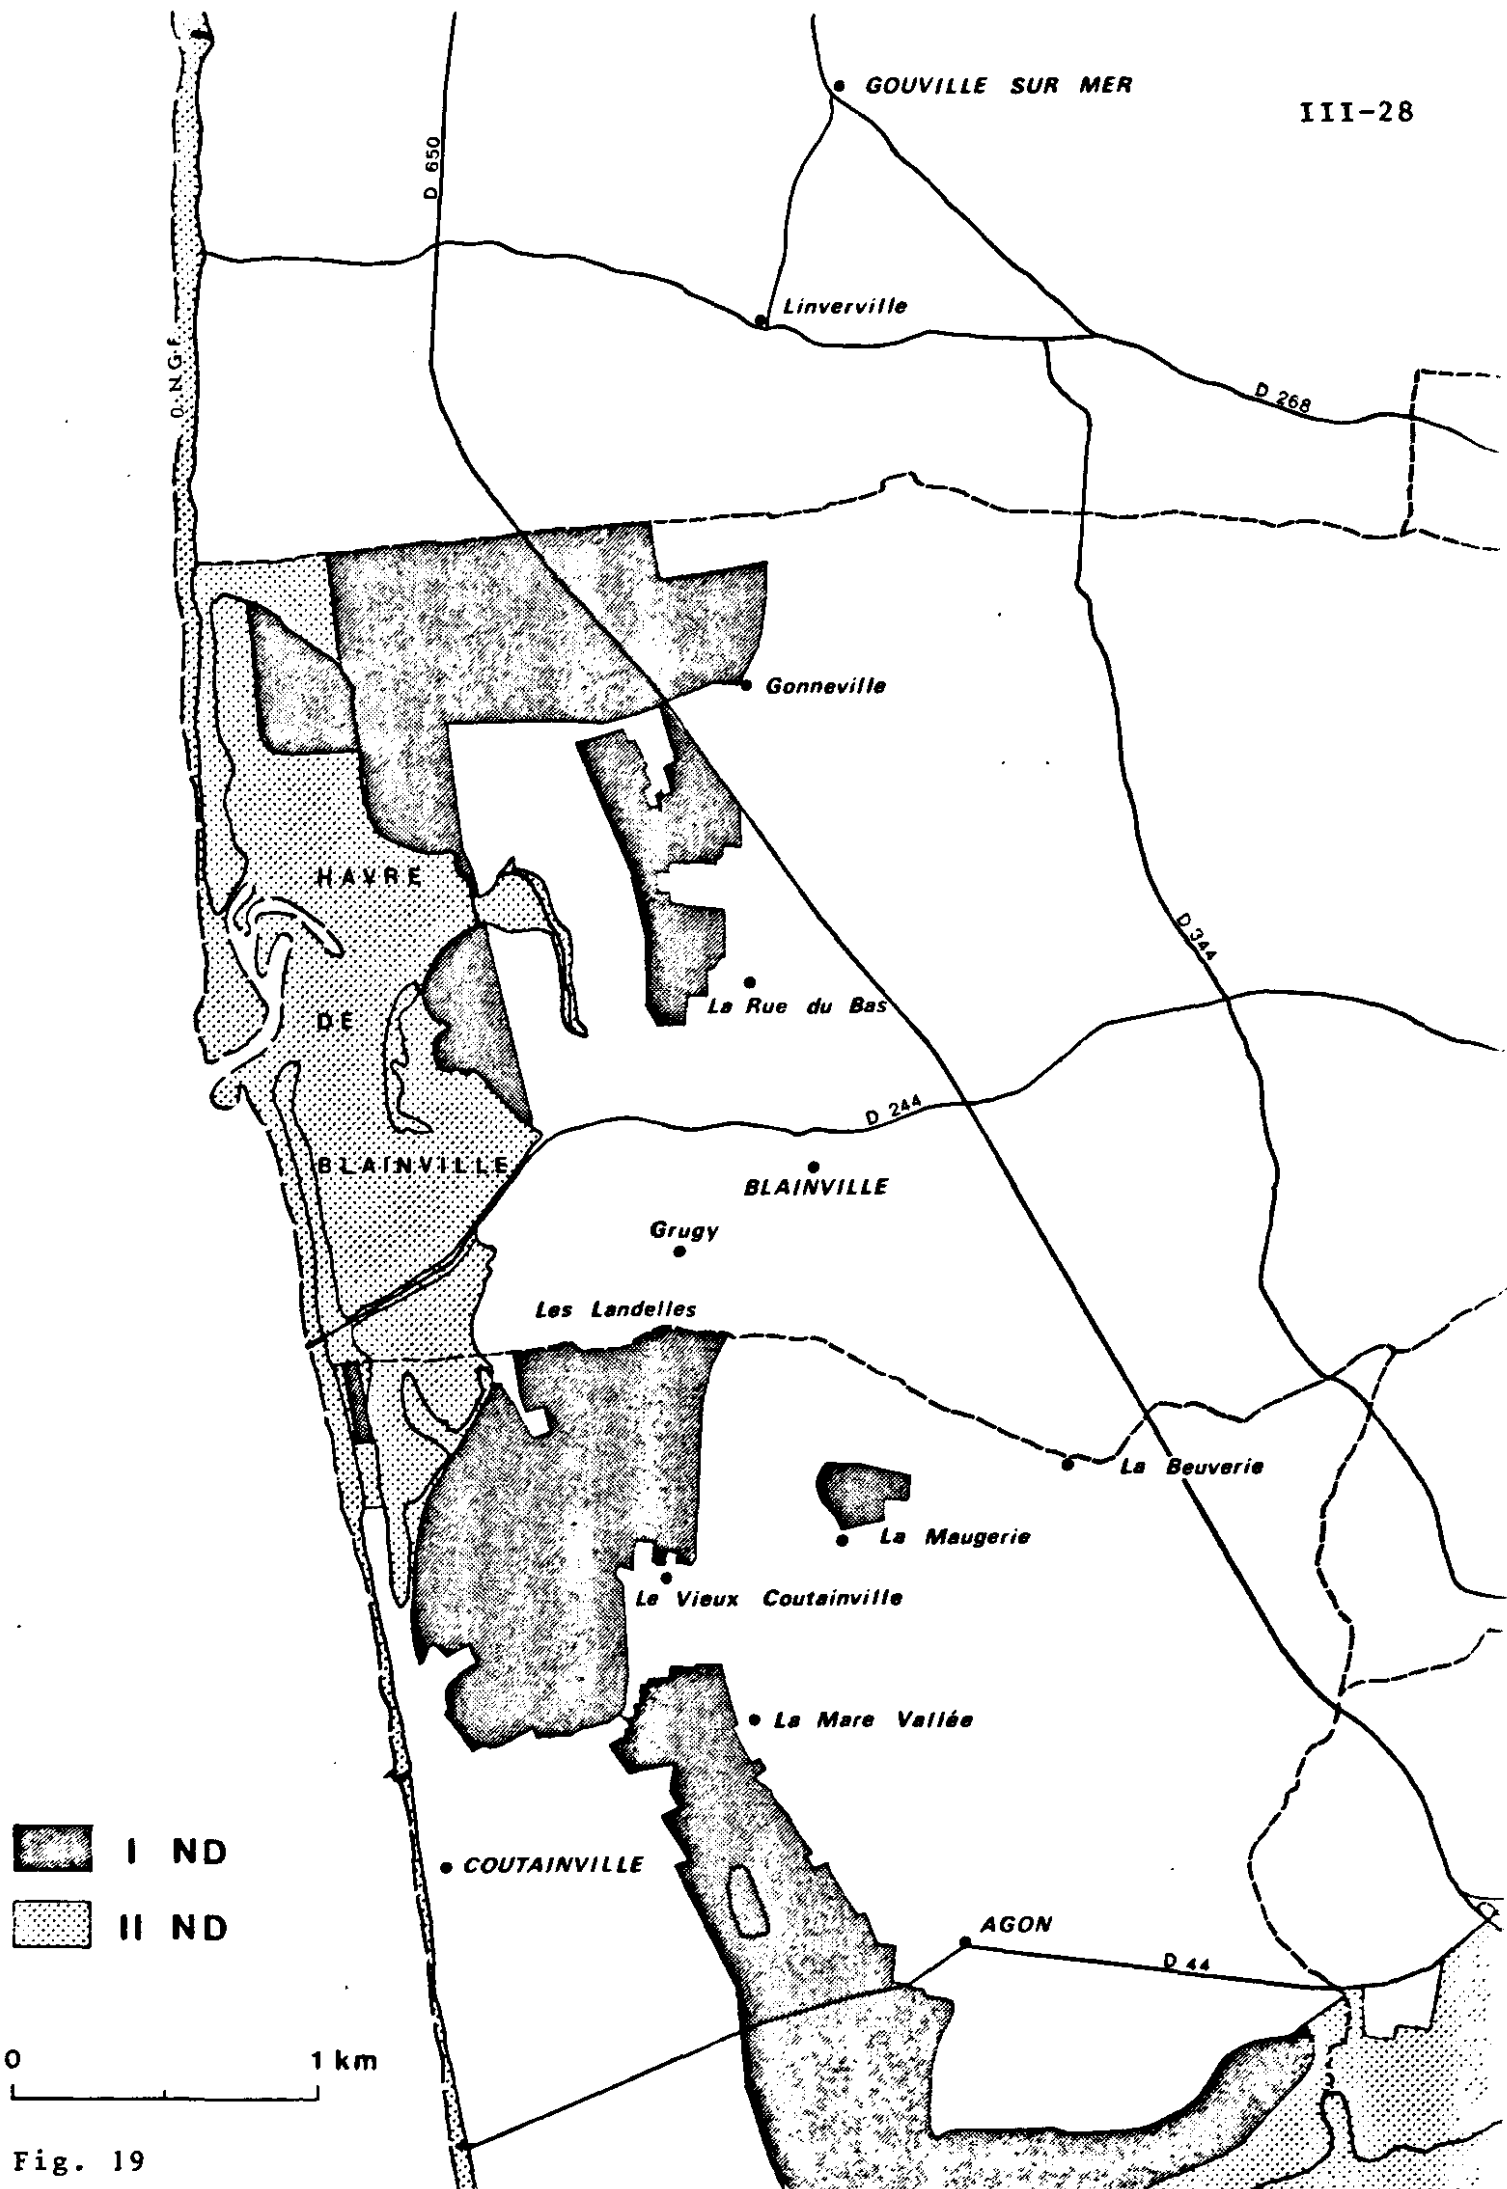 GOUVILLE SUR MER
III-28
D 650
Linverville
O N G F
D 268
Gonneville
HAVRE
D 344
La Rue du Bas
DE
D 244
BLAINVILLE
BLAINVILLE
Grugy
Les Landelles
La Beuverie
La Maugerie
Le Vieux Coutainville
La Mare Vallée
I ND
COUTAINVILLE
II ND
AGON
D 44
0 1 km
Fig. 19